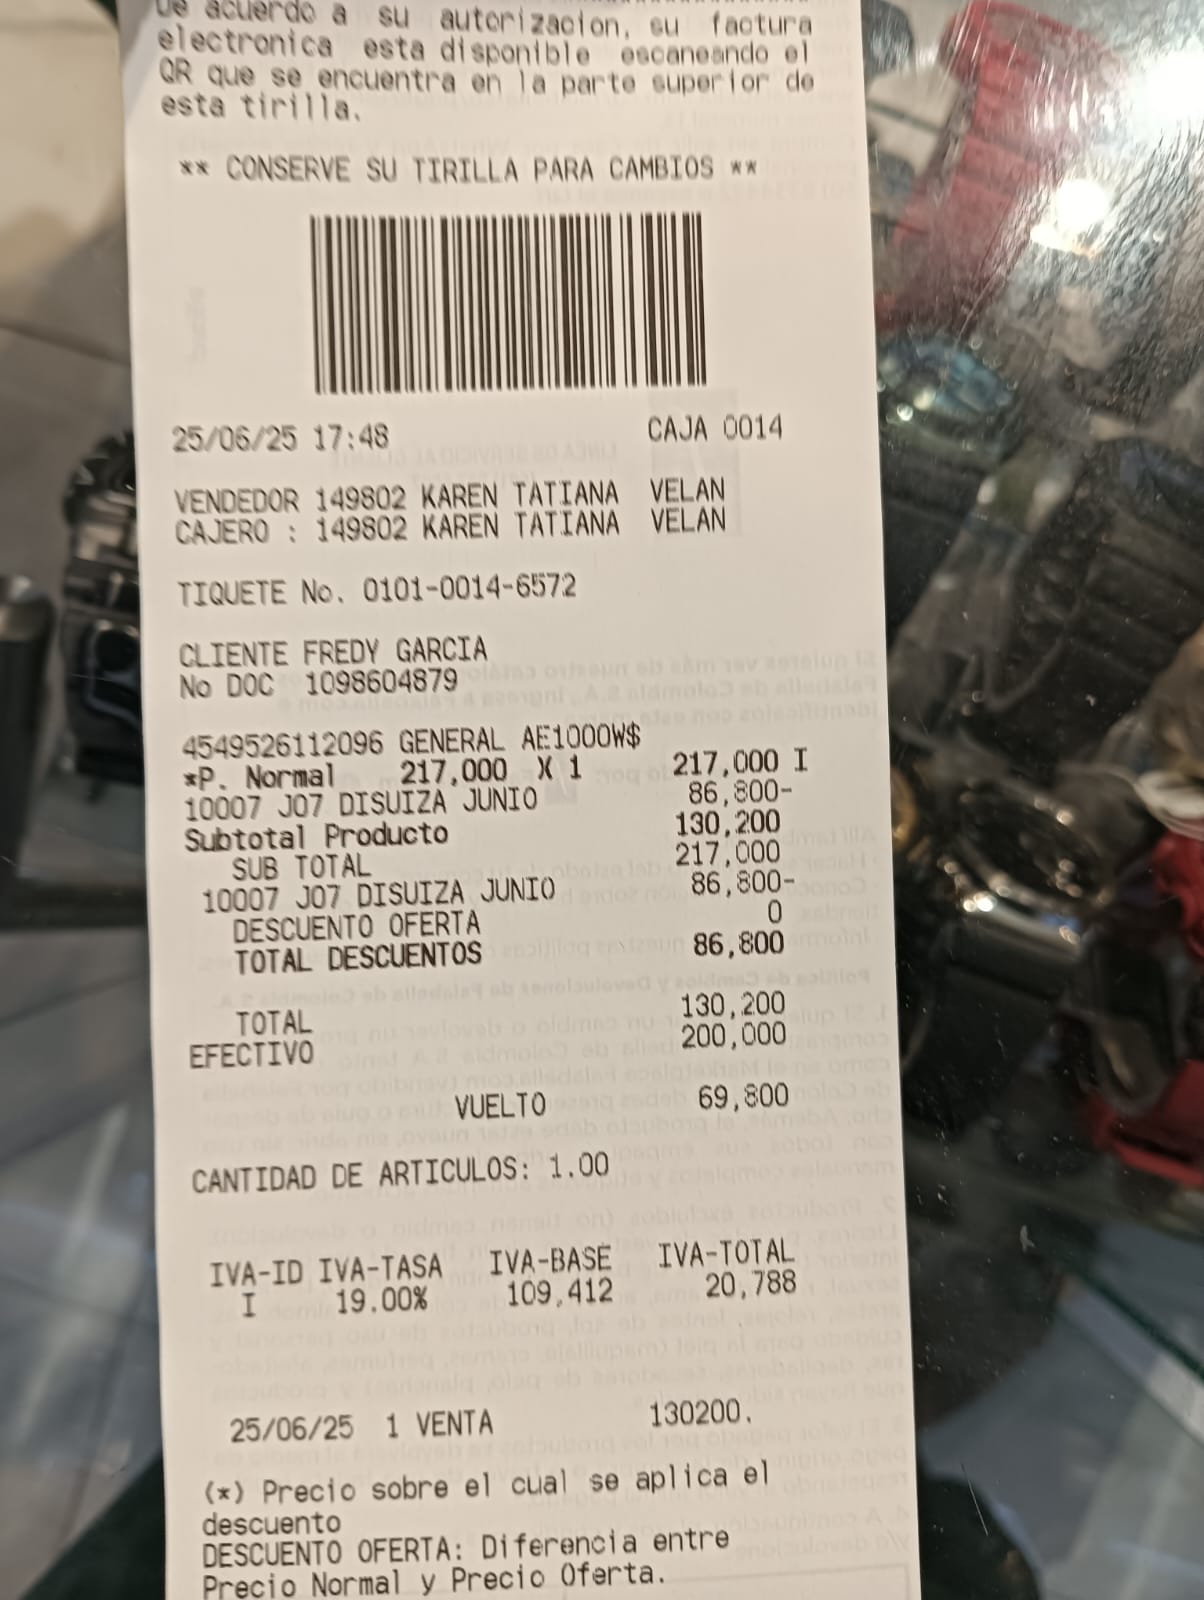 De acuerdo a su autorizacion, su factura
electronica esta disponible escaneando el
QR que se encuentra en la parte superior de
esta tirilla.
** CONSERVE SU TIRILLA PARA CAMBIOS **
25/06/25 17:48 CAJA 0014
VENDEDOR 149802 KAREN TATIANA VELAN
CAJERO : 149802 KAREN TATIANA VELAN
TIQUETE No. 0101-0014-6572
CLIENTE FREDY GARCIA
No DOC 1098604879
4549526112096 GENERAL AE1000W$
*P. Normal 217,000 X 1 217,000 I
10007 J07 DISUIZA JUNIO 86,800-
Subtotal Producto 130,200
SUB TOTAL 217,000
10007 J07 DISUIZA JUNIO 86,800-
DESCUENTO OFERTA 0
TOTAL DESCUENTOS 86,800
TOTAL 130,200
EFECTIVO 200,000
VUELTO 69,800
CANTIDAD DE ARTICULOS: 1.00
IVA-ID IVA-TASA IVA-BASE IVA-TOTAL
I 19.00% 109,412 20,788
25/06/25 1 VENTA 130200.
(*) Precio sobre el cual se aplica el
descuento
DESCUENTO OFERTA: Diferencia entre
Precio Normal y Precio Oferta.